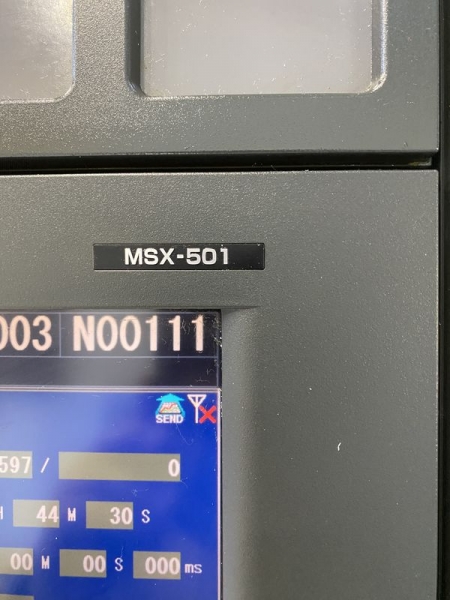 MSX-501
003 N00111
SEND
597 / 0
H 44 M 30 S
00 M 00 S 000 ms